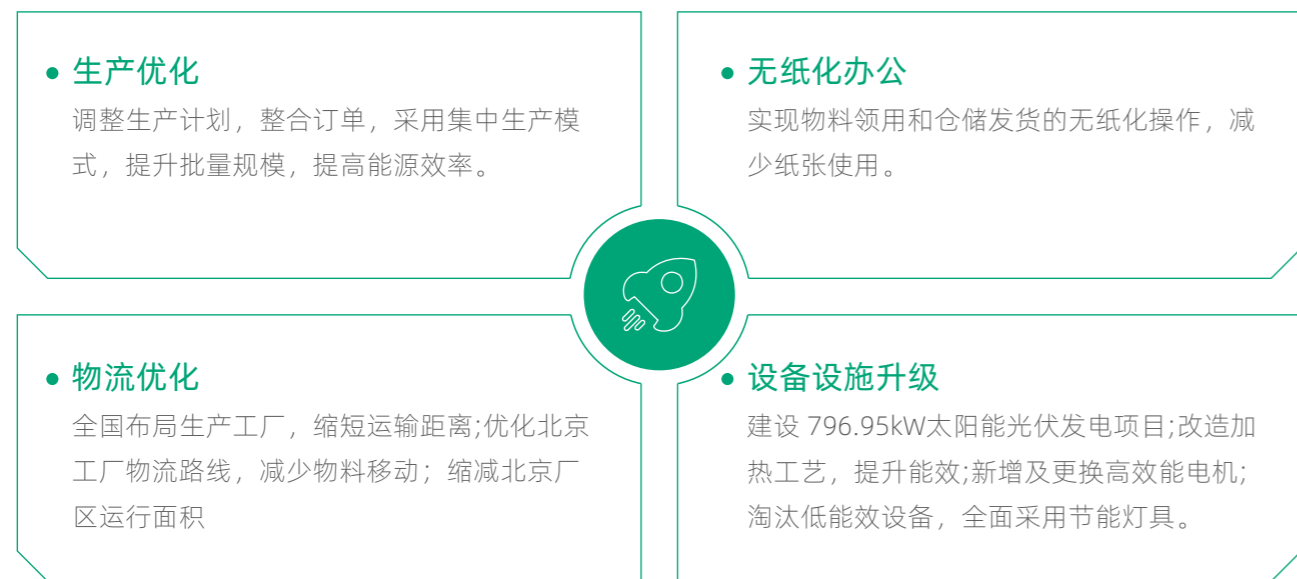 生产优化
调整生产计划，整合订单，采用集中生产模
式，提升批量规模，提高能源效率。
无纸化办公
实现物料领用和仓储发货的无纸化操作，减
少纸张使用。
物流优化
全国布局生产工厂，缩短运输距离;优化北京
工厂物流路线，减少物料移动；缩减北京厂
区运行面积
设备设施升级
建设 796.95kW太阳能光伏发电项目;改造加
热工艺，提升能效;新增及更换高效能电机;
淘汰低能效设备，全面采用节能灯具。